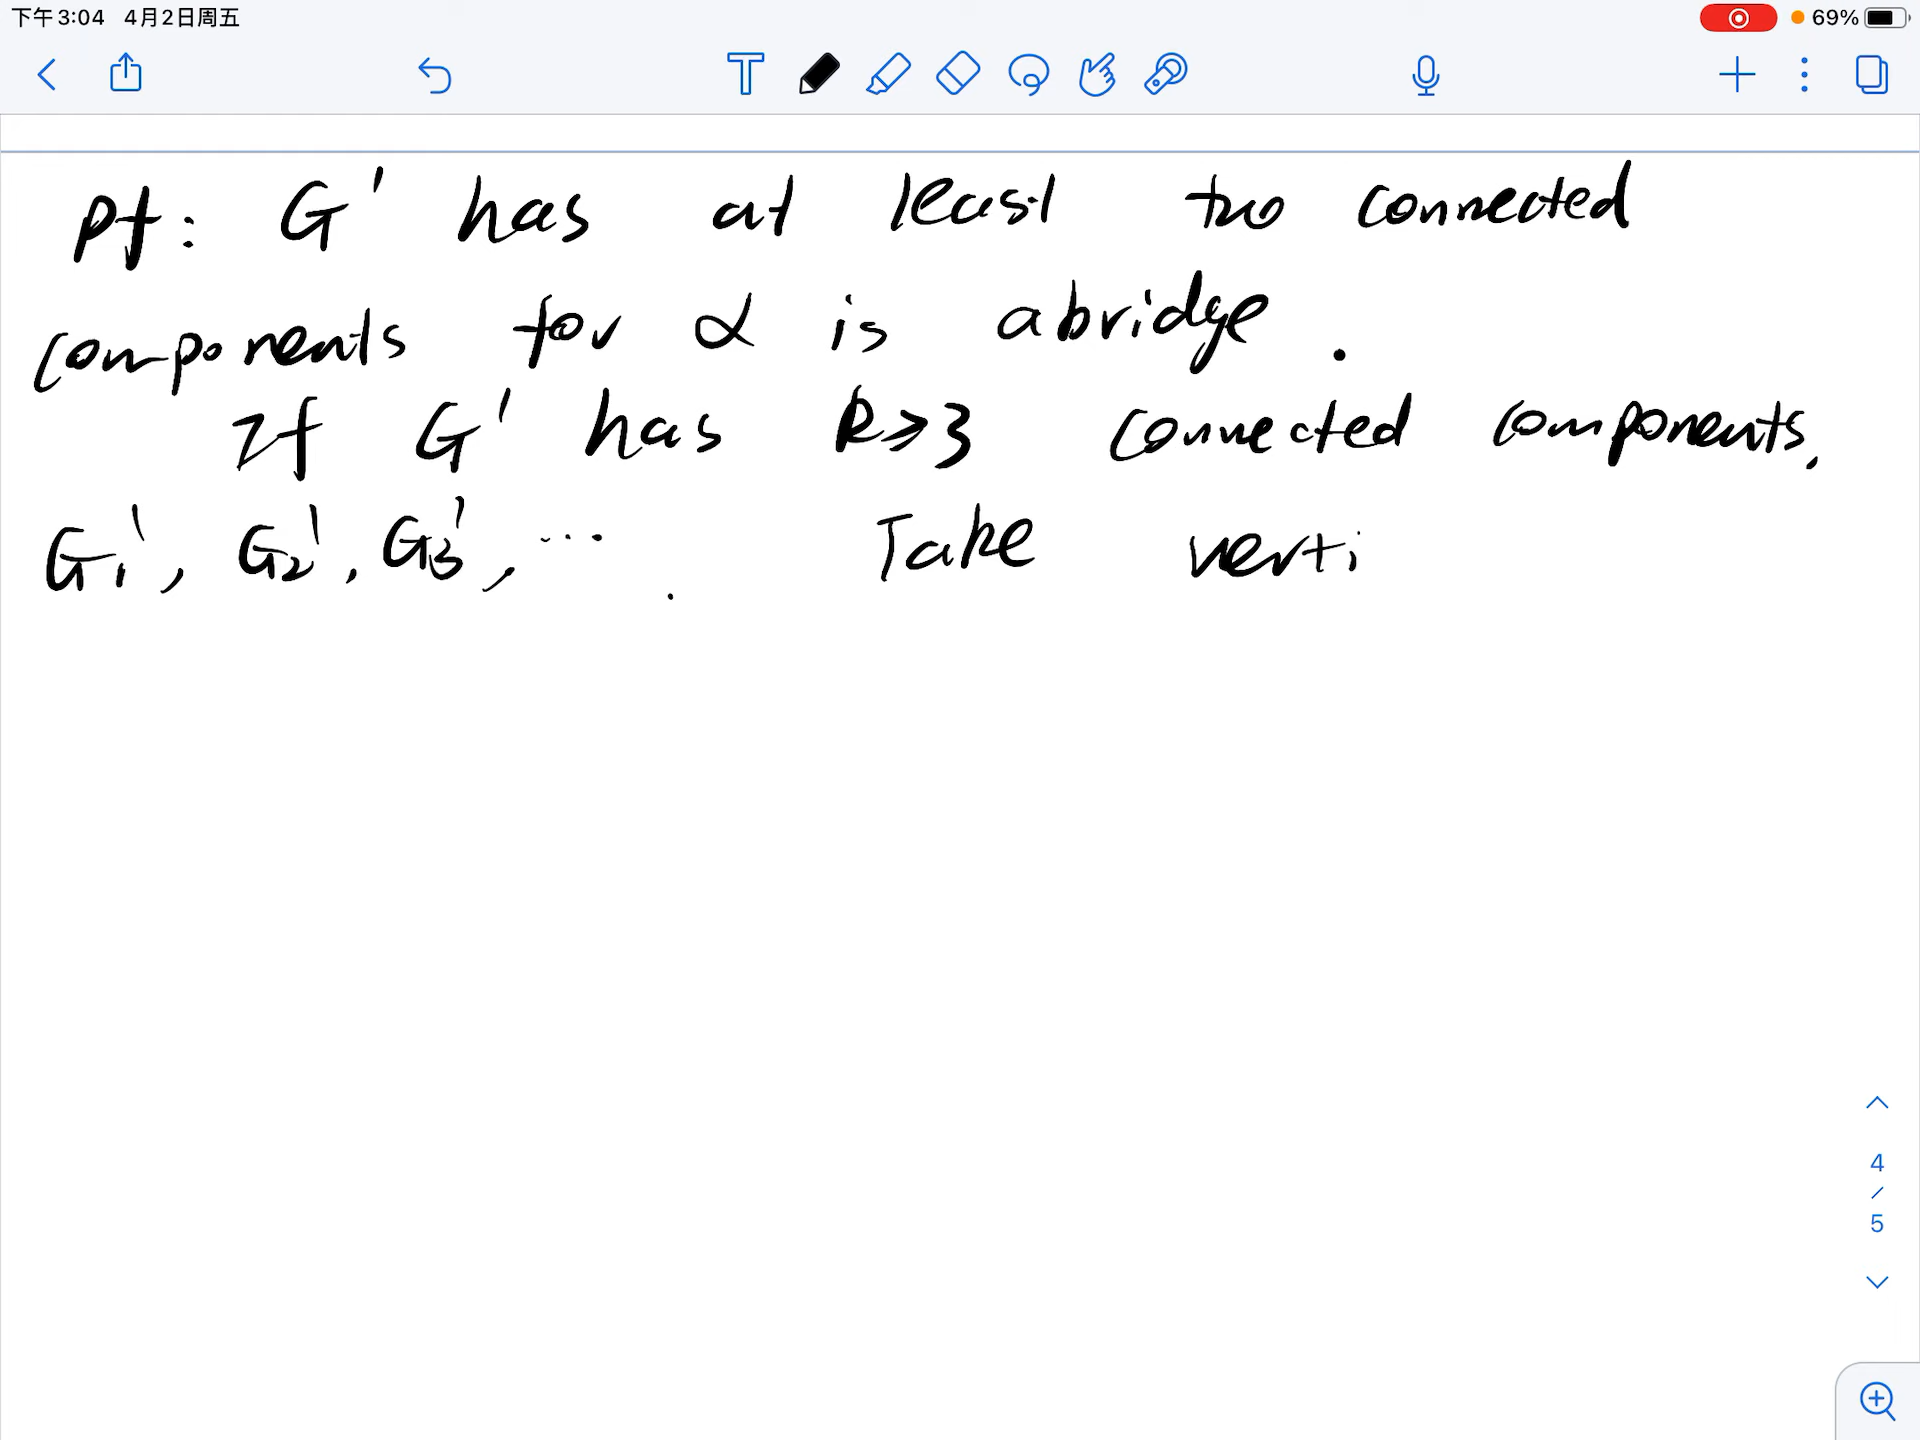 下午3:04 4月2日周五 69%
T
Pf: G' has at least two connected
components for α is a bridge.
If G' has k≥3 connected components.
G₁', G₂', G₃', ... . Take verti
4
/
5